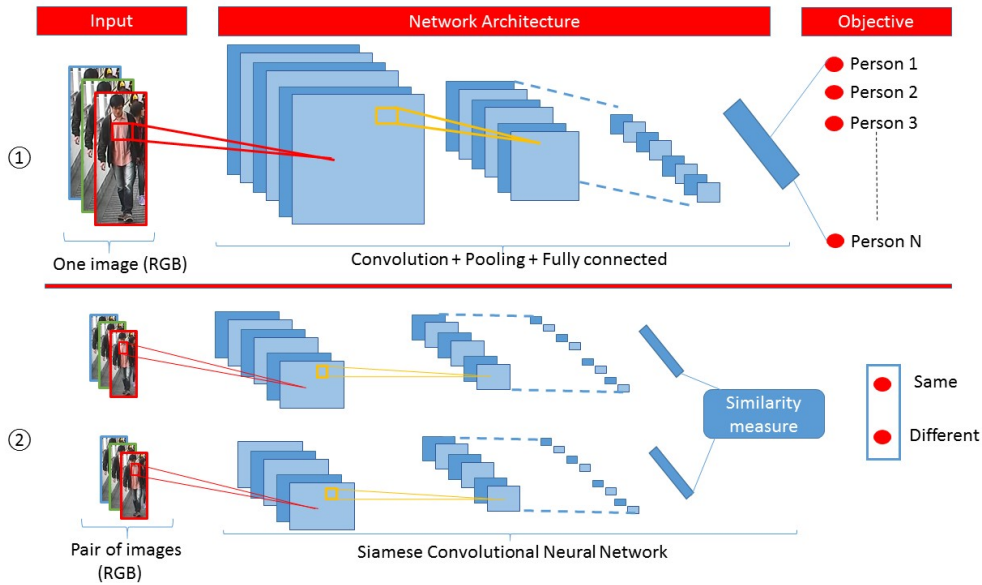 Input
Network Architecture
Objective
①
Person 1
Person 2
Person 3
Person N
One image (RGB)
Convolution + Pooling + Fully connected
②
Similarity
measure
Same
Different
Pair of images
(RGB)
Siamese Convolutional Neural Network